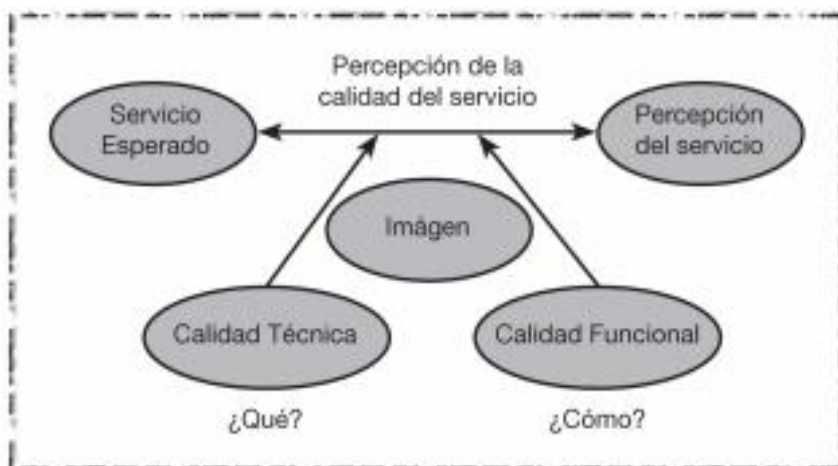 Percepción de la
calidad del servicio
Servicio
Esperado
Percepción
del servicio
Imágen
Calidad Técnica
Calidad Funcional
¿Qué?
¿Cómo?